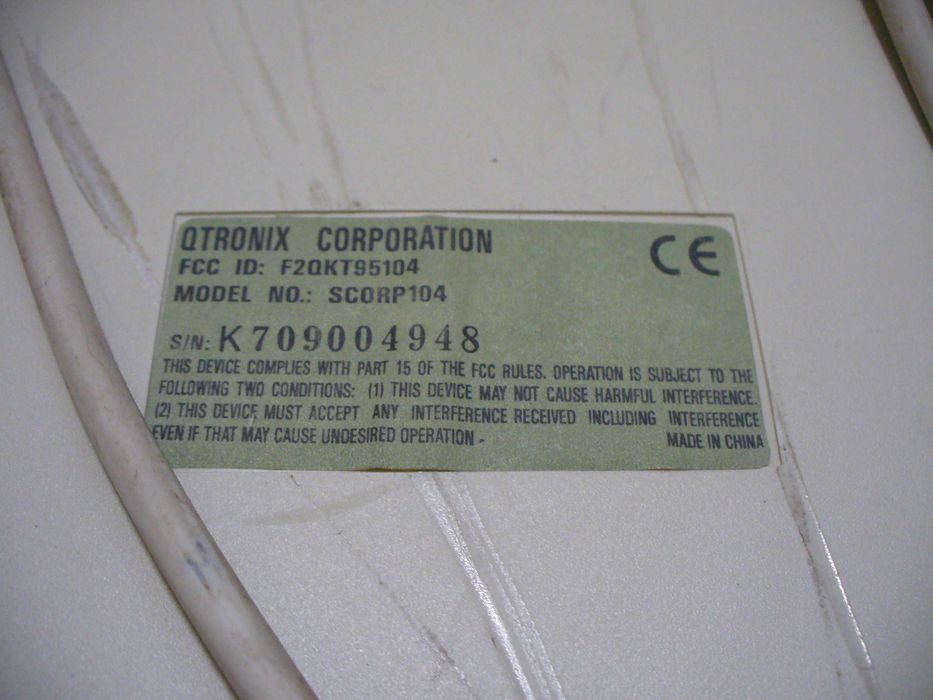 QTRONIX CORPORATION
CE
FCC ID: F2QKT95104
MODEL NO.: SCORP104
S/N: K709004948
THIS DEVICE COMPLIES WITH PART 15 OF THE FCC RULES. OPERATION IS SUBJECT TO THE
FOLLOWING TWO CONDITIONS: (1) THIS DEVICE MAY NOT CAUSE HARMFUL INTERFERENCE.
(2) THIS DEVICE MUST ACCEPT ANY INTERFERENCE RECEIVED INCLUDING INTERFERENCE
EVEN IF THAT MAY CAUSE UNDESIRED OPERATION -
MADE IN CHINA